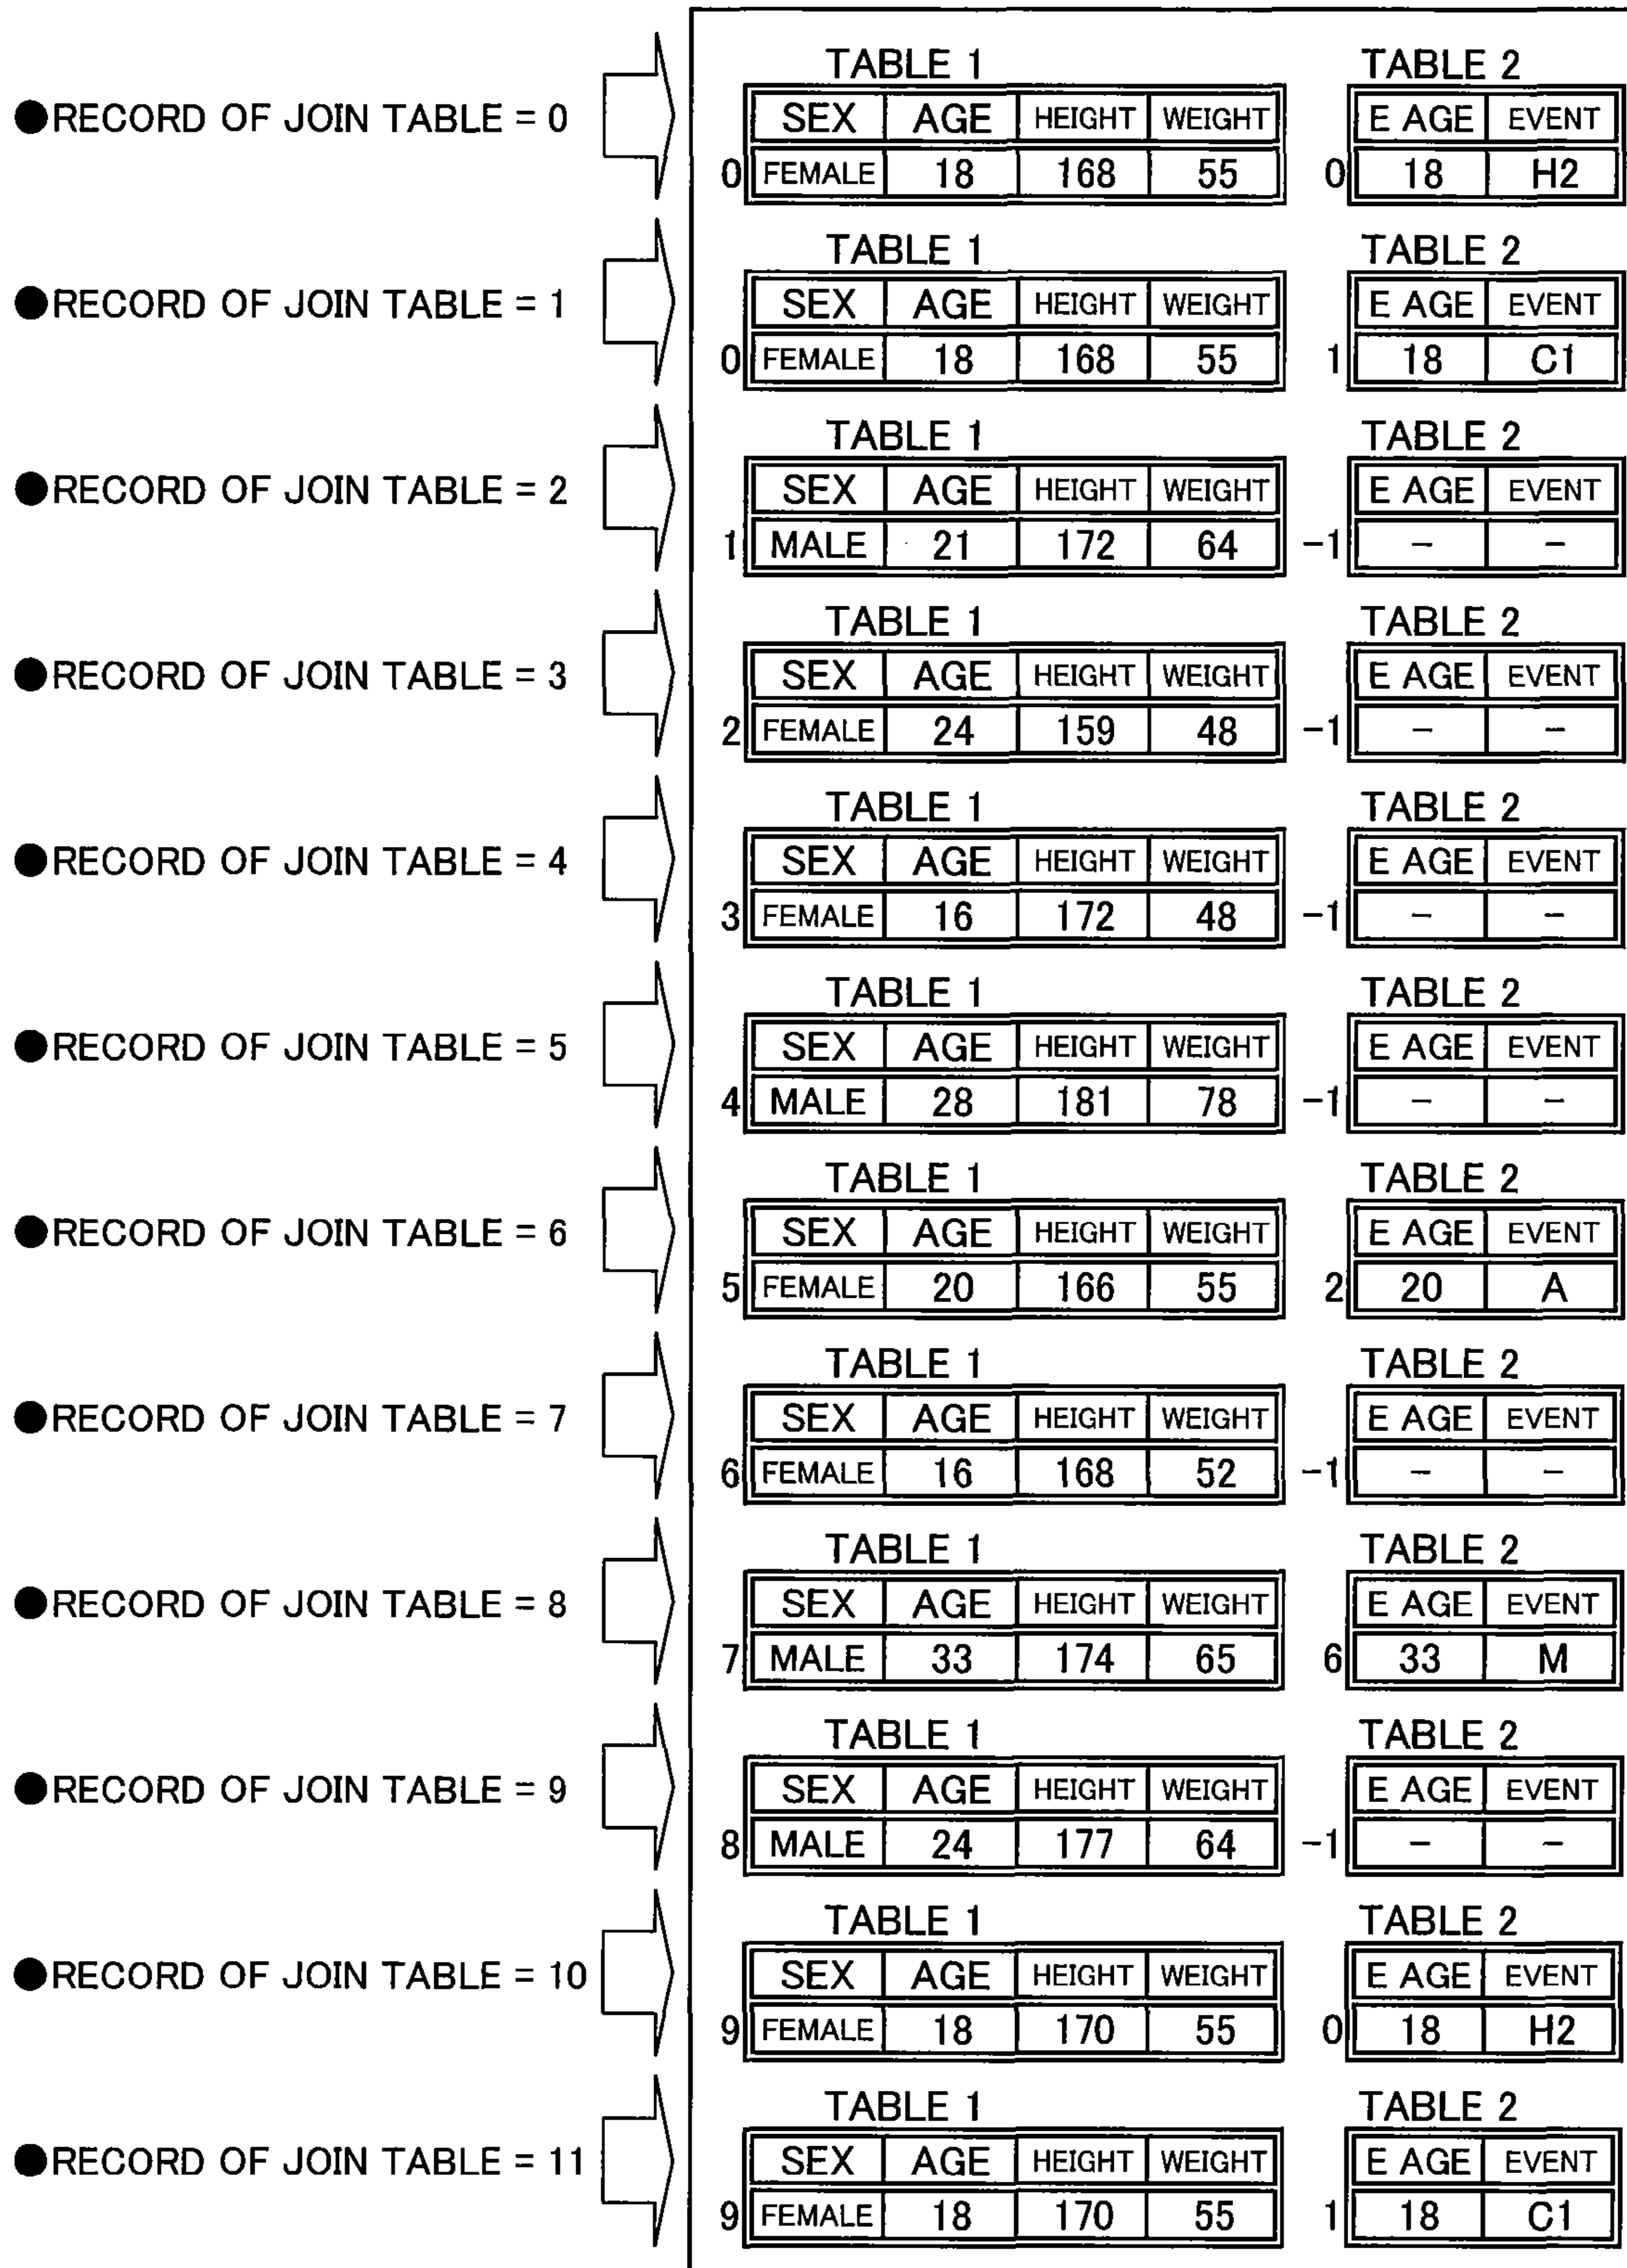 TABLE 1 TABLE 2
●RECORD OF JOIN TABLE = 0 SEX AGE HEIGHT WEIGHT E AGE EVENT
0 FEMALE 18 168 55 0 18 H2
TABLE 1 TABLE 2
●RECORD OF JOIN TABLE = 1 SEX AGE HEIGHT WEIGHT E AGE EVENT
0 FEMALE 18 168 55 1 18 C1
TABLE 1 TABLE 2
●RECORD OF JOIN TABLE = 2 SEX AGE HEIGHT WEIGHT E AGE EVENT
1 MALE 21 172 64 -1 - -
TABLE 1 TABLE 2
●RECORD OF JOIN TABLE = 3 SEX AGE HEIGHT WEIGHT E AGE EVENT
2 FEMALE 24 159 48 -1 - -
TABLE 1 TABLE 2
●RECORD OF JOIN TABLE = 4 SEX AGE HEIGHT WEIGHT E AGE EVENT
3 FEMALE 16 172 48 -1 - -
TABLE 1 TABLE 2
●RECORD OF JOIN TABLE = 5 SEX AGE HEIGHT WEIGHT E AGE EVENT
4 MALE 28 181 78 -1 - -
TABLE 1 TABLE 2
●RECORD OF JOIN TABLE = 6 SEX AGE HEIGHT WEIGHT E AGE EVENT
5 FEMALE 20 166 55 2 20 A
TABLE 1 TABLE 2
●RECORD OF JOIN TABLE = 7 SEX AGE HEIGHT WEIGHT E AGE EVENT
6 FEMALE 16 168 52 -1 - -
TABLE 1 TABLE 2
●RECORD OF JOIN TABLE = 8 SEX AGE HEIGHT WEIGHT E AGE EVENT
7 MALE 33 174 65 6 33 M
TABLE 1 TABLE 2
●RECORD OF JOIN TABLE = 9 SEX AGE HEIGHT WEIGHT E AGE EVENT
8 MALE 24 177 64 -1 - -
TABLE 1 TABLE 2
●RECORD OF JOIN TABLE = 10 SEX AGE HEIGHT WEIGHT E AGE EVENT
9 FEMALE 18 170 55 0 18 H2
TABLE 1 TABLE 2
●RECORD OF JOIN TABLE = 11 SEX AGE HEIGHT WEIGHT E AGE EVENT
9 FEMALE 18 170 55 1 18 C1